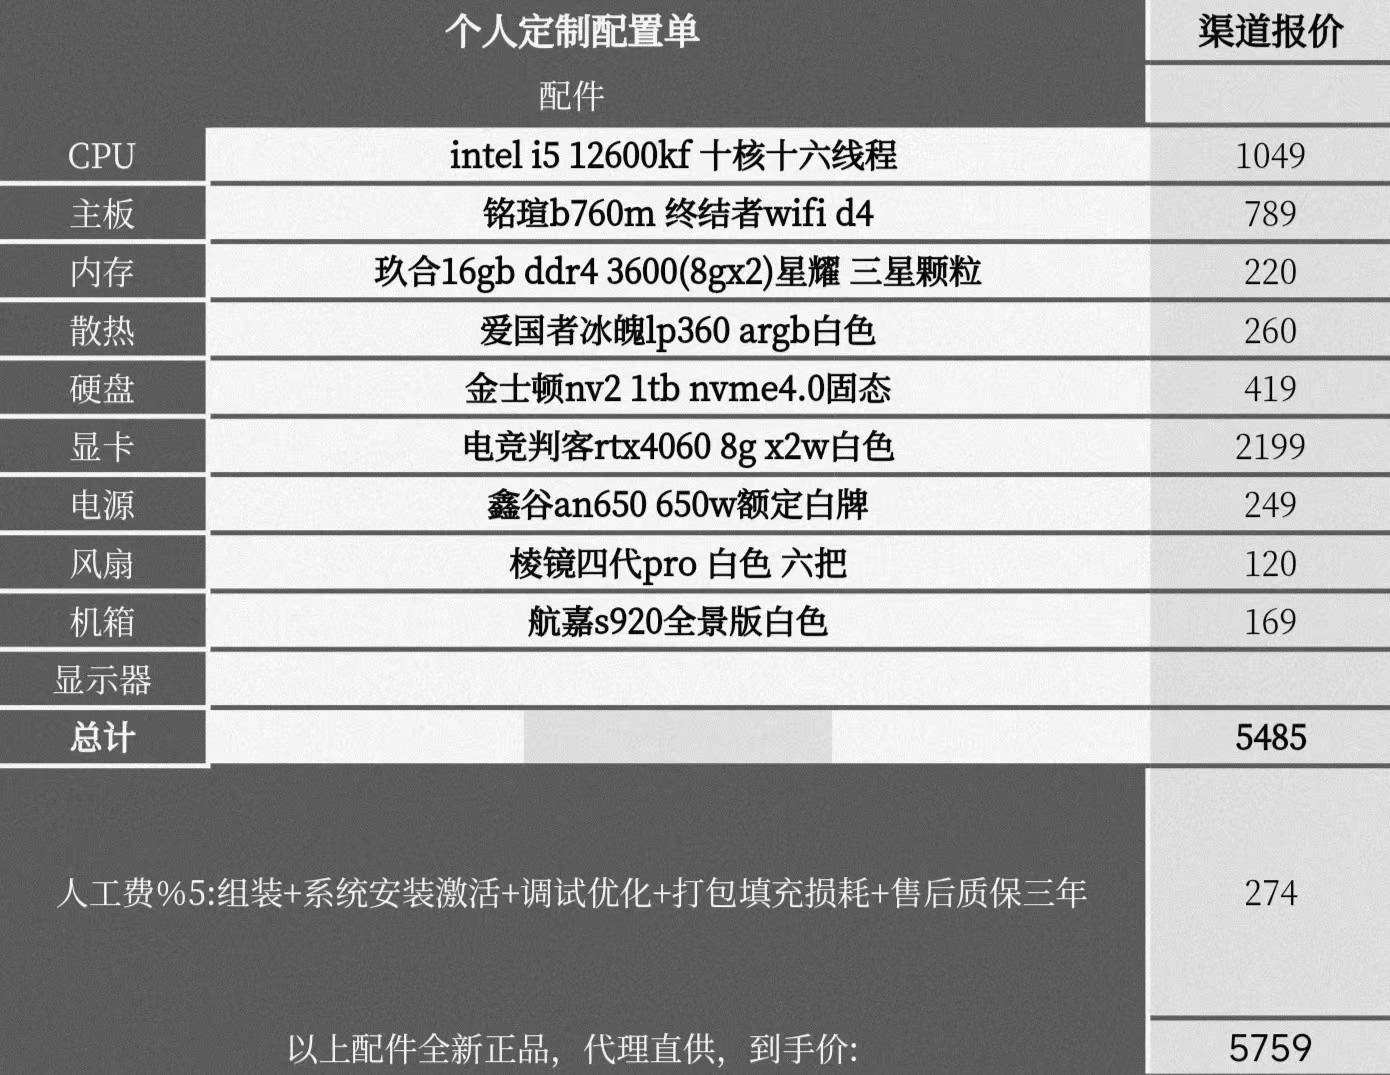 个人定制配置单 渠道报价
配件
CPU intel i5 12600kf 十核十六线程 1049
主板 铭瑄b760m 终结者wifi d4 789
内存 玖合16gb ddr4 3600(8gx2)星耀 三星颗粒 220
散热 爱国者冰魄lp360 argb白色 260
硬盘 金士顿nv2 1tb nvme4.0固态 419
显卡 电竞判客rtx4060 8g x2w白色 2199
电源 鑫谷an650 650w额定白牌 249
风扇 棱镜四代pro 白色 六把 120
机箱 航嘉s920全景版白色 169
显示器
总计 5485
人工费%5:组装+系统安装激活+调试优化+打包填充损耗+售后质保三年 274
以上配件全新正品，代理直供，到手价: 5759